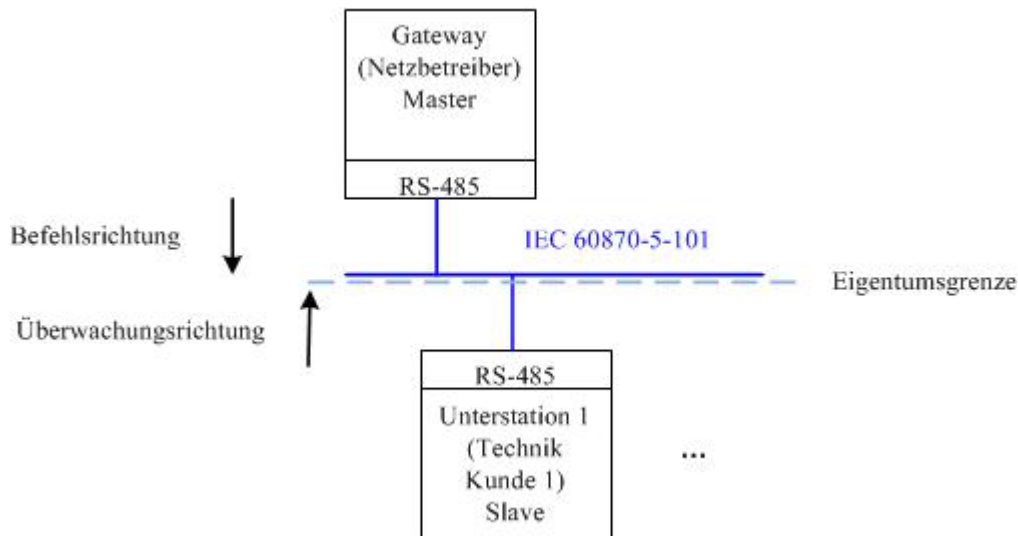 Gateway
(Netzbetreiber)
Master
RS-485
Befehlsrichtung
IEC 60870-5-101
Eigentumsgrenze
Überwachungsrichtung
RS-485
Unterstation 1
(Technik
Kunde 1)
Slave
...